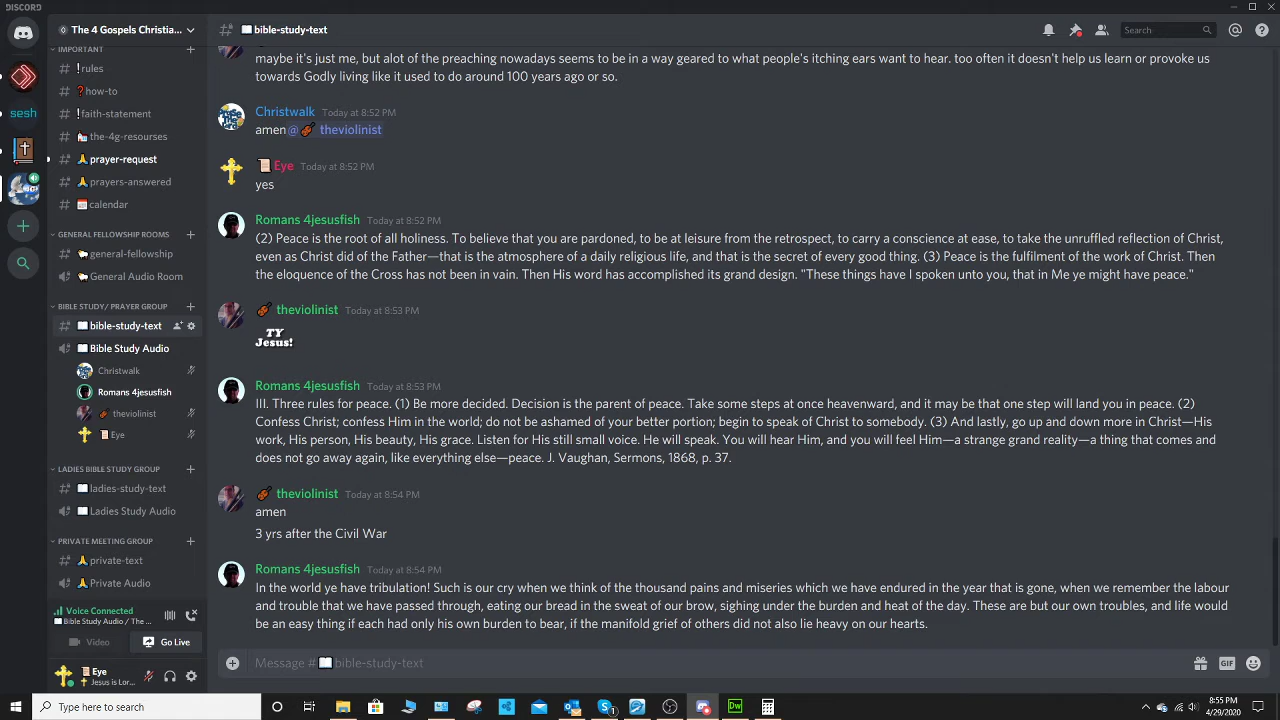 DISCORD
The 4 Gospels Christia...
bible-study-text
Search
IMPORTANT
rules
how-to
faith-statement
the-4g-resourses
prayer-request
prayers-answered
calendar
GENERAL FELLOWSHIP ROOMS
general-fellowship
General Audio Room
BIBLE STUDY/ PRAYER GROUP
bible-study-text
Bible Study Audio
Christwalk
Romans 4jesusfish
theviolinist
Eye
LADIES BIBLE STUDY GROUP
ladies-study-text
Ladies Study Audio
PRIVATE MEETING GROUP
private-text
Private Audio
Voice Connected
Bible Study Audio / The ...
Video
Go Live
Eye
Jesus is Lor...
sesh
maybe it's just me, but alot of the preaching nowadays seems to be in a way geared to what people's itching ears want to hear. too often it doesn't help us learn or provoke us
towards Godly living like it used to do around 100 years ago or so.
Christwalk Today at 8:52 PM
amen@ theviolinist
Eye Today at 8:52 PM
yes
Romans 4jesusfish Today at 8:52 PM
(2) Peace is the root of all holiness. To believe that you are pardoned, to be at leisure from the retrospect, to carry a conscience at ease, to take the unruffled reflection of Christ,
even as Christ did of the Father—that is the atmosphere of a daily religious life, and that is the secret of every good thing. (3) Peace is the fulfilment of the work of Christ. Then
the eloquence of the Cross has not been in vain. Then His word has accomplished its grand design. "These things have I spoken unto you, that in Me ye might have peace."
theviolinist Today at 8:53 PM
TY
Jesus!
Romans 4jesusfish Today at 8:53 PM
III. Three rules for peace. (1) Be more decided. Decision is the parent of peace. Take some steps at once heavenward, and it may be that one step will land you in peace. (2)
Confess Christ; confess Him in the world; do not be ashamed of your better portion; begin to speak of Christ to somebody. (3) And lastly, go up and down more in Christ—His
work, His person, His beauty, His grace. Listen for His still small voice. He will speak. You will hear Him, and you will feel Him—a strange grand reality—a thing that comes and
does not go away again, like everything else—peace. J. Vaughan, Sermons, 1868, p. 37.
theviolinist Today at 8:54 PM
amen
3 yrs after the Civil War
Romans 4jesusfish Today at 8:54 PM
In the world ye have tribulation! Such is our cry when we think of the thousand pains and miseries which we have endured in the year that is gone, when we remember the labour
and trouble that we have passed through, eating our bread in the sweat of our brow, sighing under the burden and heat of the day. These are but our own troubles, and life would
be an easy thing if each had only his own burden to bear, if the manifold grief of others did not also lie heavy on our hearts.
Message # bible-study-text
GIF
Type here to search
Dw
8:55 PM
4/29/2020